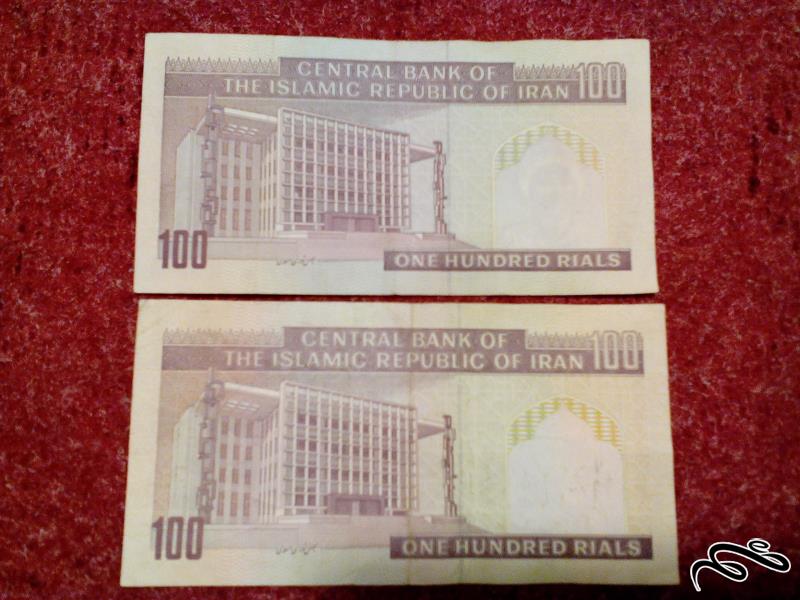 CENTRAL BANK OF
THE ISLAMIC REPUBLIC OF IRAN 100
100
ONE HUNDRED RIALS
CENTRAL BANK OF
THE ISLAMIC REPUBLIC OF IRAN 100
100
ONE HUNDRED RIALS